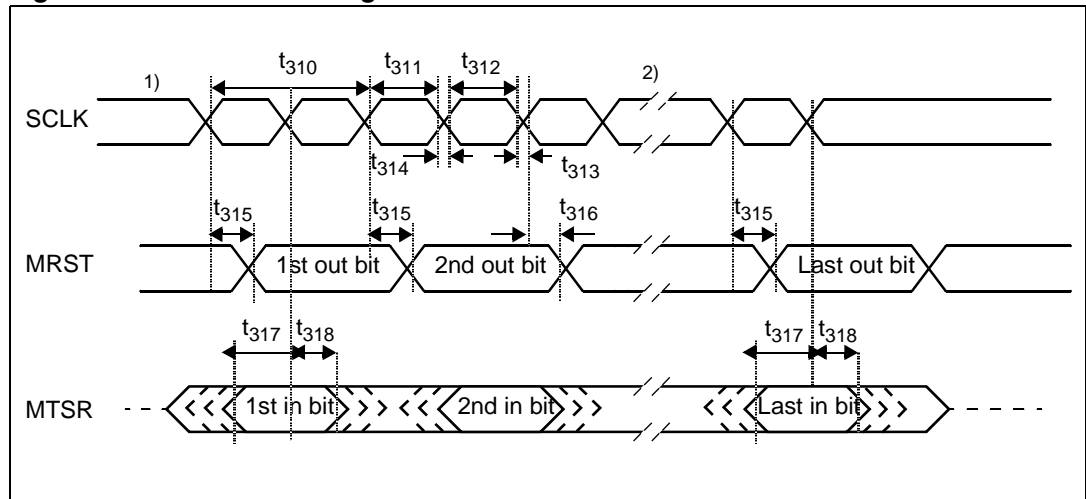 1)
t310
t311
t312
2)
SCLK
t314
t313
t315
t315
t316
t315
MRST
1st out bit
2nd out bit
Last out bit
t317
t318
t317
t318
MTSR
1st in bit
2nd in bit
Last in bit